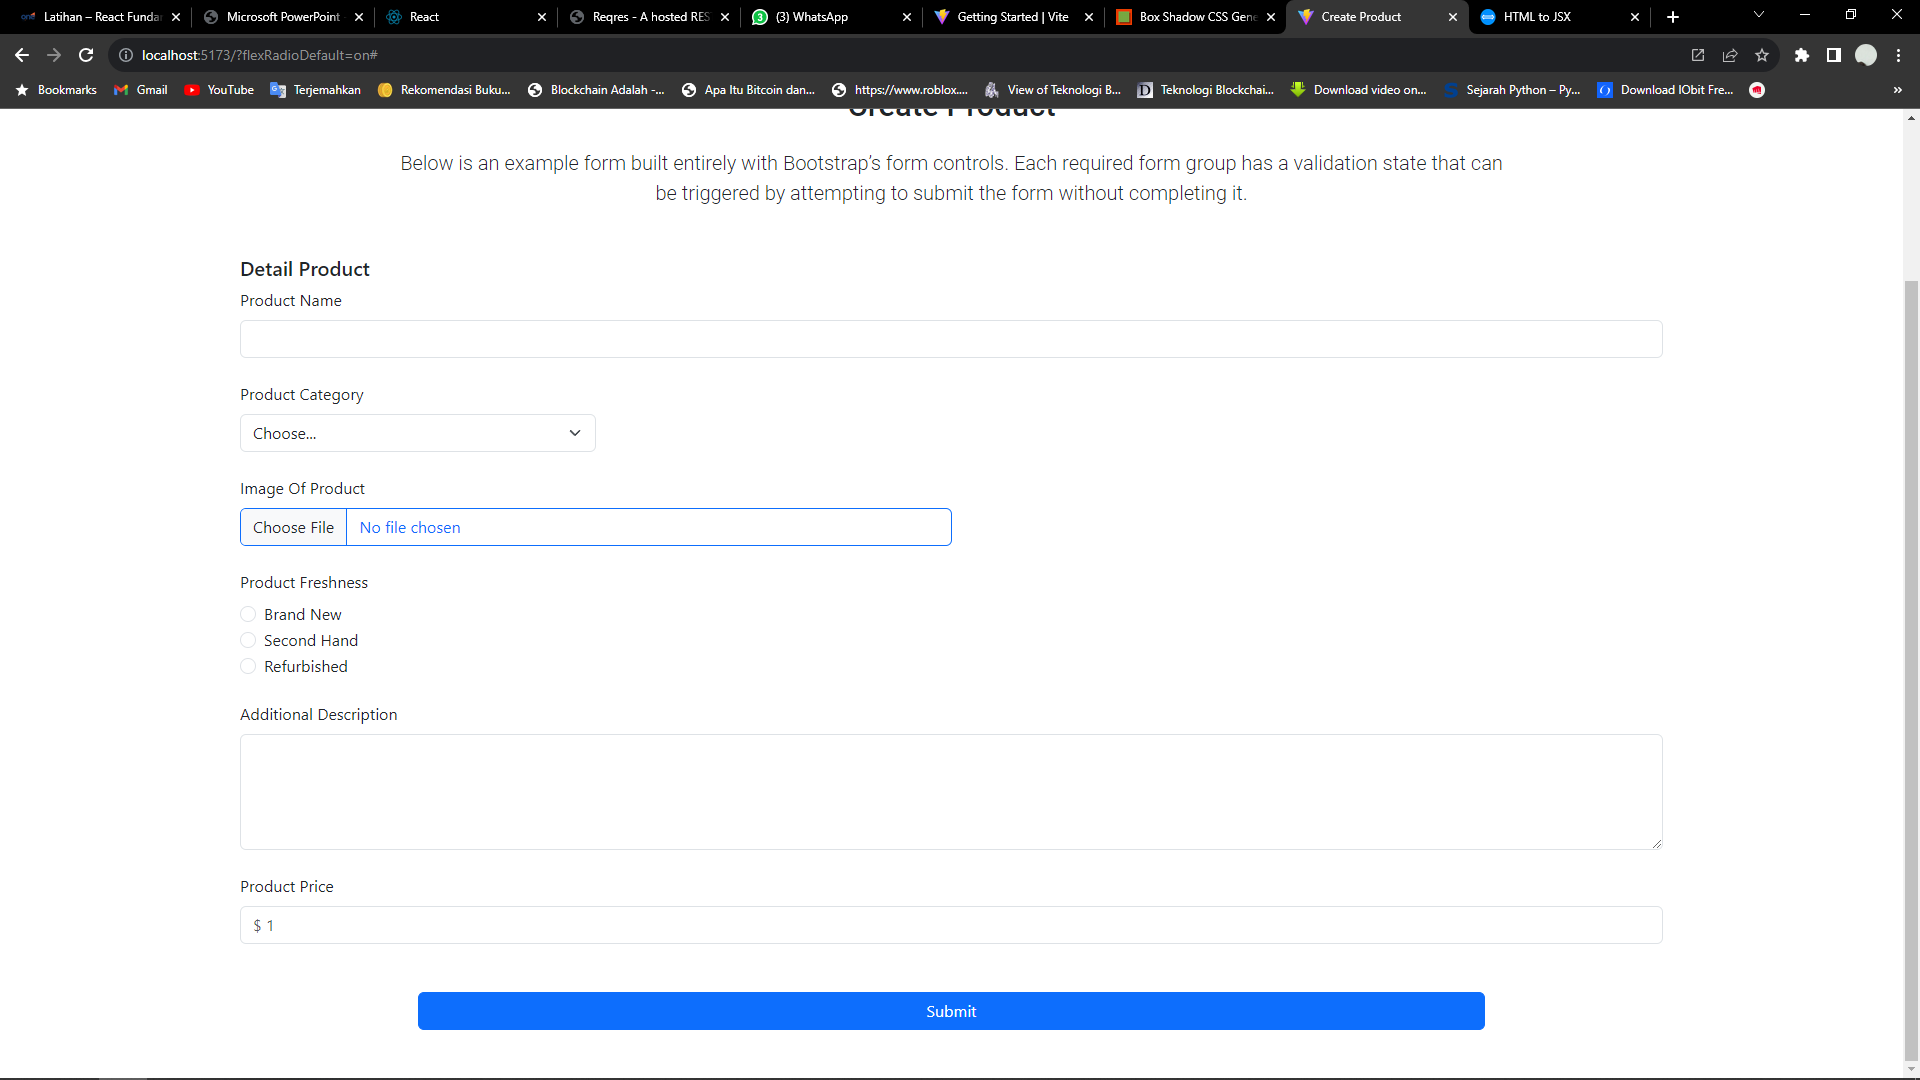 Latihan – React Fundar
Microsoft PowerPoint
React
Reqres - A hosted RES
(3) WhatsApp
Getting Started | Vite
Box Shadow CSS Gene
Create Product
HTML to JSX
localhost:5173/?flexRadioDefault=on#
Bookmarks
Gmail
YouTube
Terjemahkan
Rekomendasi Buku...
Blockchain Adalah -...
Apa Itu Bitcoin dan...
https://www.roblox....
View of Teknologi B...
Teknologi Blockchai...
Download video on...
Sejarah Python – Py...
Download IObit Fre...
»
Create Product
Below is an example form built entirely with Bootstrap’s form controls. Each required form group has a validation state that can
be triggered by attempting to submit the form without completing it.
Detail Product
Product Name
Product Category
Choose...
Image Of Product
Choose File
No file chosen
Product Freshness
Brand New
Second Hand
Refurbished
Additional Description
Product Price
$ 1
Submit